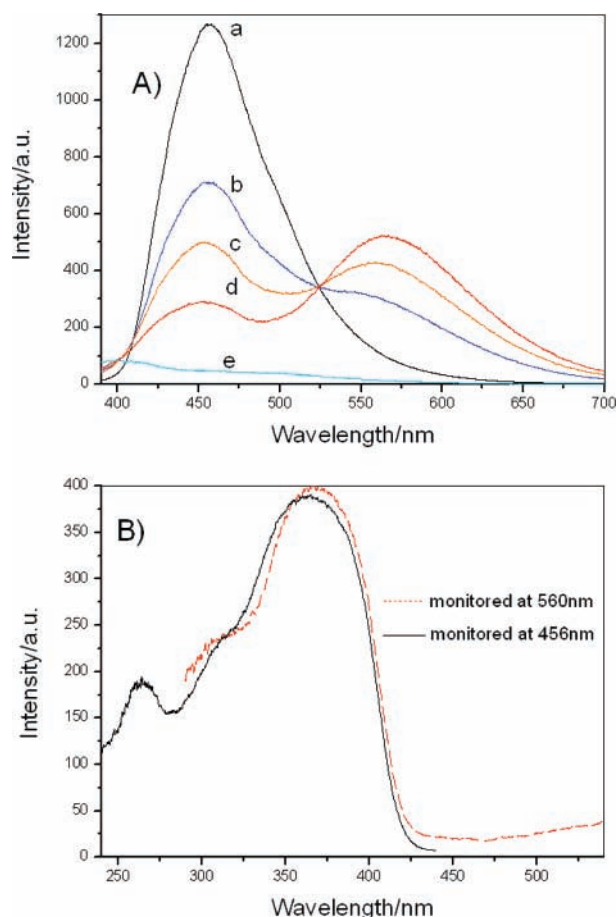 1200
1000
800
600
400
200
0
Intensity/a.u.
A)
a
b
c
d
e
400 450 500 550 600 650 700
Wavelength/nm
400
350
300
250
200
150
100
50
0
Intensity/a.u.
B)
monitored at 560nm
monitored at 456nm
250 300 350 400 450 500
Wavelength/nm